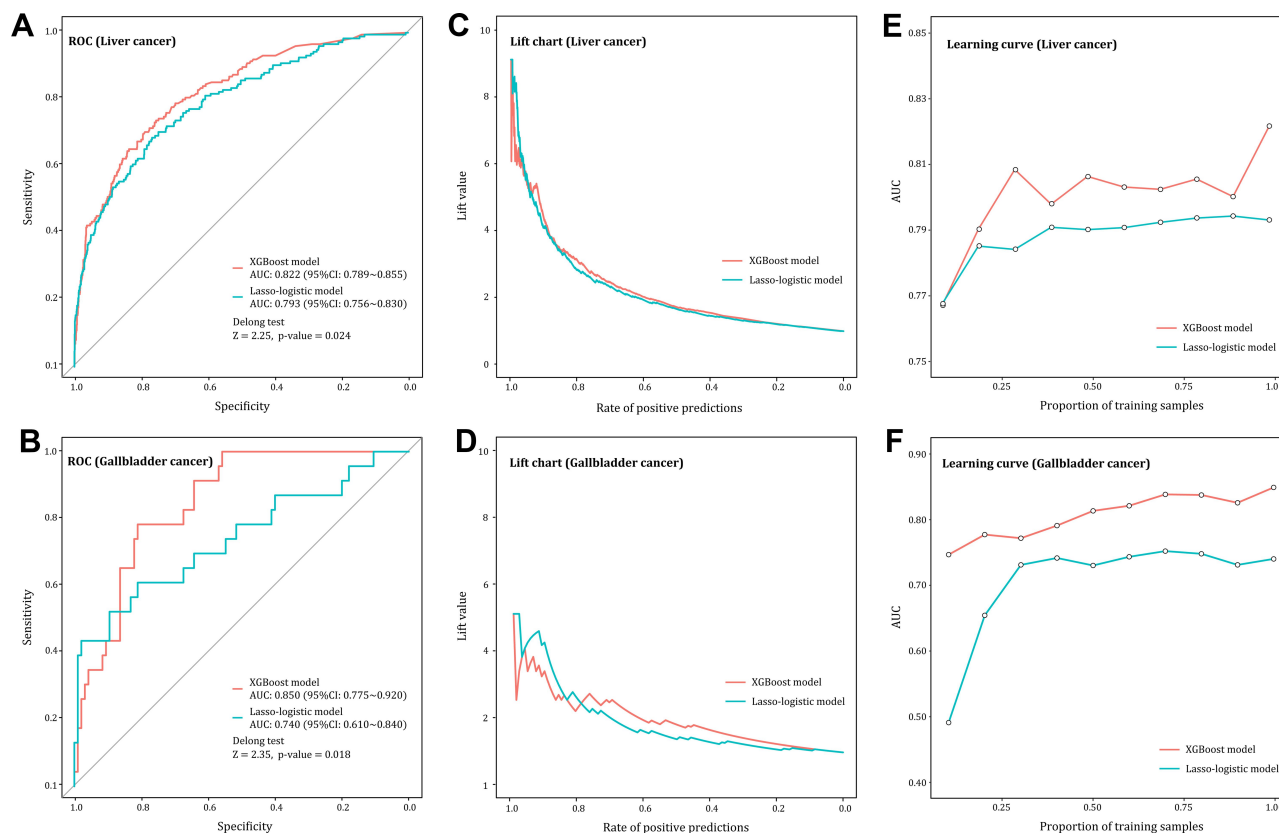 A
ROC (Liver cancer)
1.0
0.8
0.6
0.4
0.2
0.1
Sensitivity
XGBoost model
AUC: 0.822 (95%CI: 0.789~0.855)
Lasso-logistic model
AUC: 0.793 (95%CI: 0.756~0.830)
Delong test
Z = 2.25, p-value = 0.024
1.0 0.8 0.6 0.4 0.2 0.0
Specificity
C
Lift chart (Liver cancer)
10
8
6
4
2
0
Lift value
XGBoost model
Lasso-logistic model
1.0 0.8 0.6 0.4 0.2 0.0
Rate of positive predictions
E
Learning curve (Liver cancer)
0.85
0.83
0.81
0.79
0.77
0.75
AUC
XGBoost model
Lasso-logistic model
0.25 0.50 0.75 1.0
Proportion of training samples
B
ROC (Gallbladder cancer)
1.0
0.8
0.6
0.4
0.2
0.1
Sensitivity
XGBoost model
AUC: 0.850 (95%CI: 0.775~0.920)
Lasso-logistic model
AUC: 0.740 (95%CI: 0.610~0.840)
Delong test
Z = 2.35, p-value = 0.018
1.0 0.8 0.6 0.4 0.2 0.0
Specificity
D
Lift chart (Gallbladder cancer)
10
8
6
4
2
1
Lift value
XGBoost model
Lasso-logistic model
1.0 0.8 0.6 0.4 0.2 0.0
Rate of positive predictions
F
Learning curve (Gallbladder cancer)
0.90
0.80
0.70
0.60
0.50
0.40
AUC
XGBoost model
Lasso-logistic model
0.25 0.50 0.75 1.0
Proportion of training samples